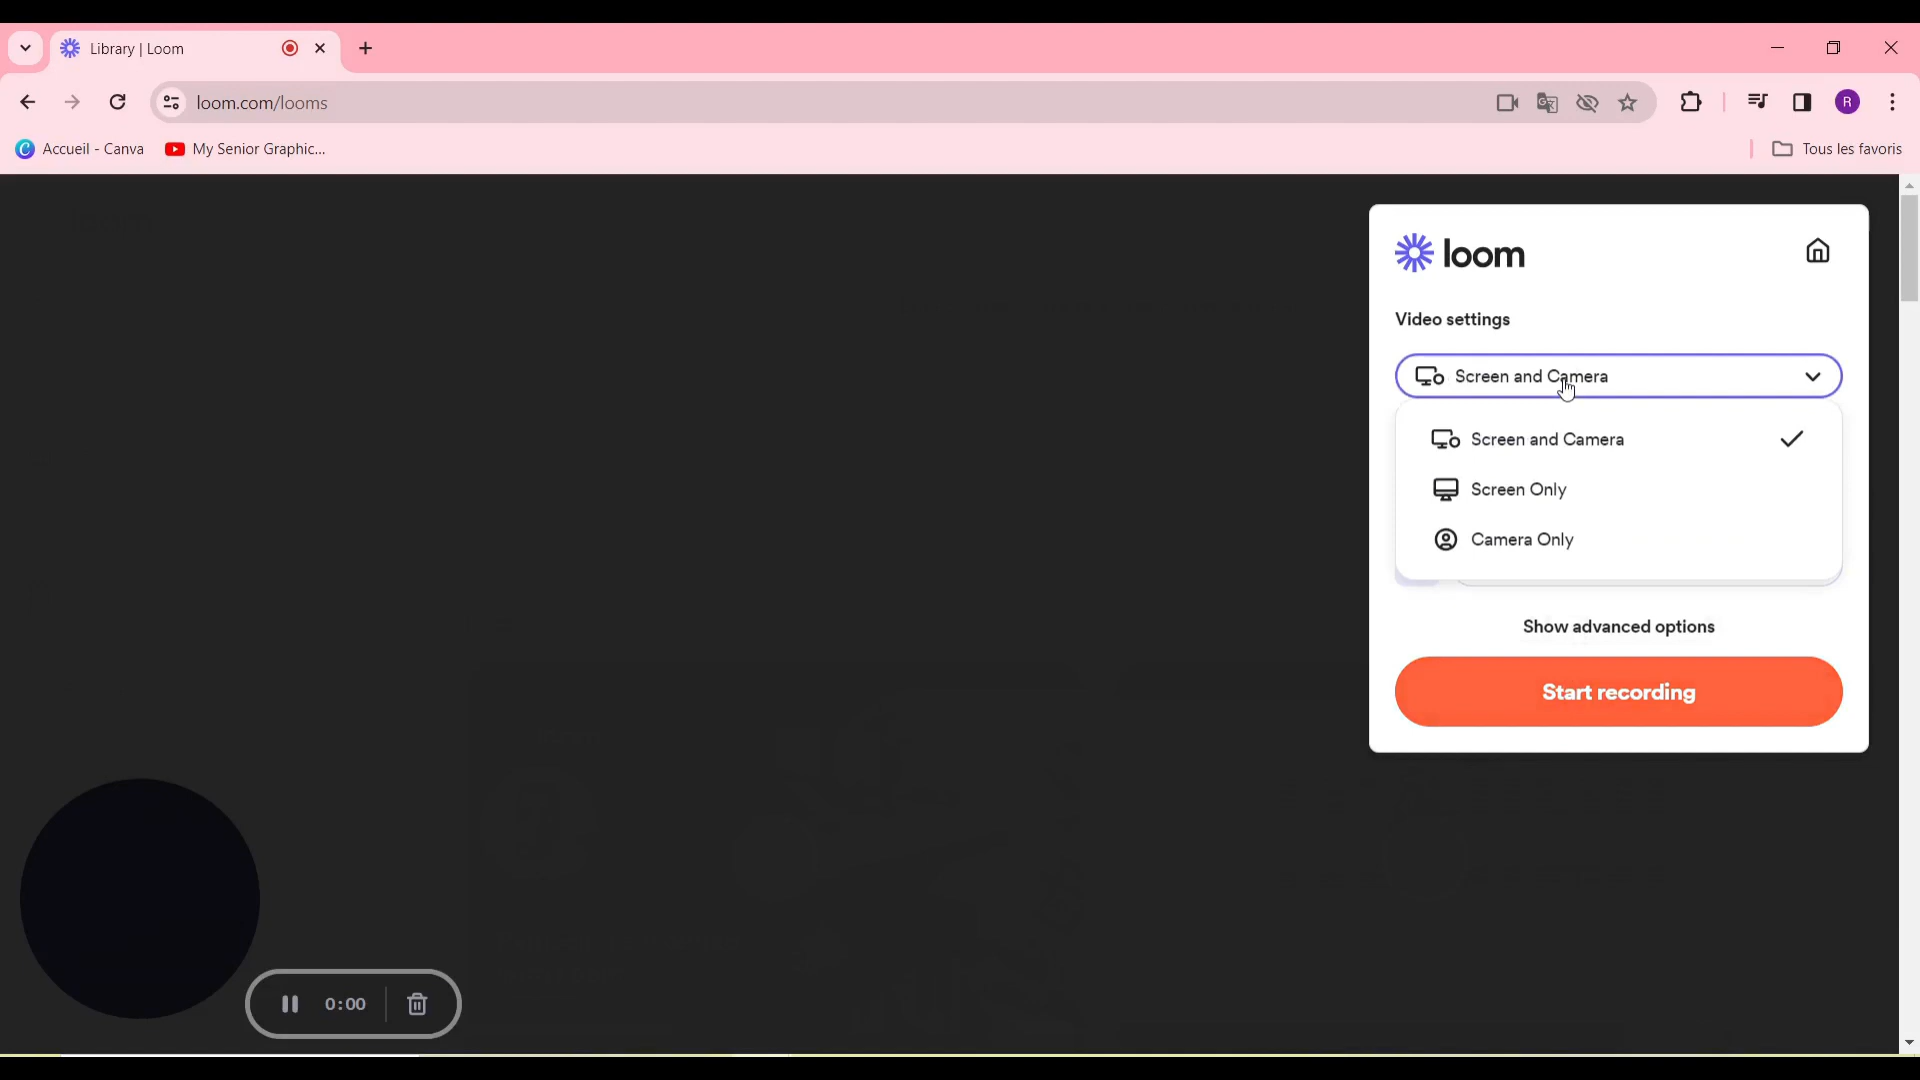 Library | Loom
loom.com/looms
R
Accueil - Canva
My Senior Graphic...
Tous les favoris
loom
Video settings
Screen and Camera
Screen and Camera
Screen Only
Camera Only
Show advanced options
Start recording
0:00